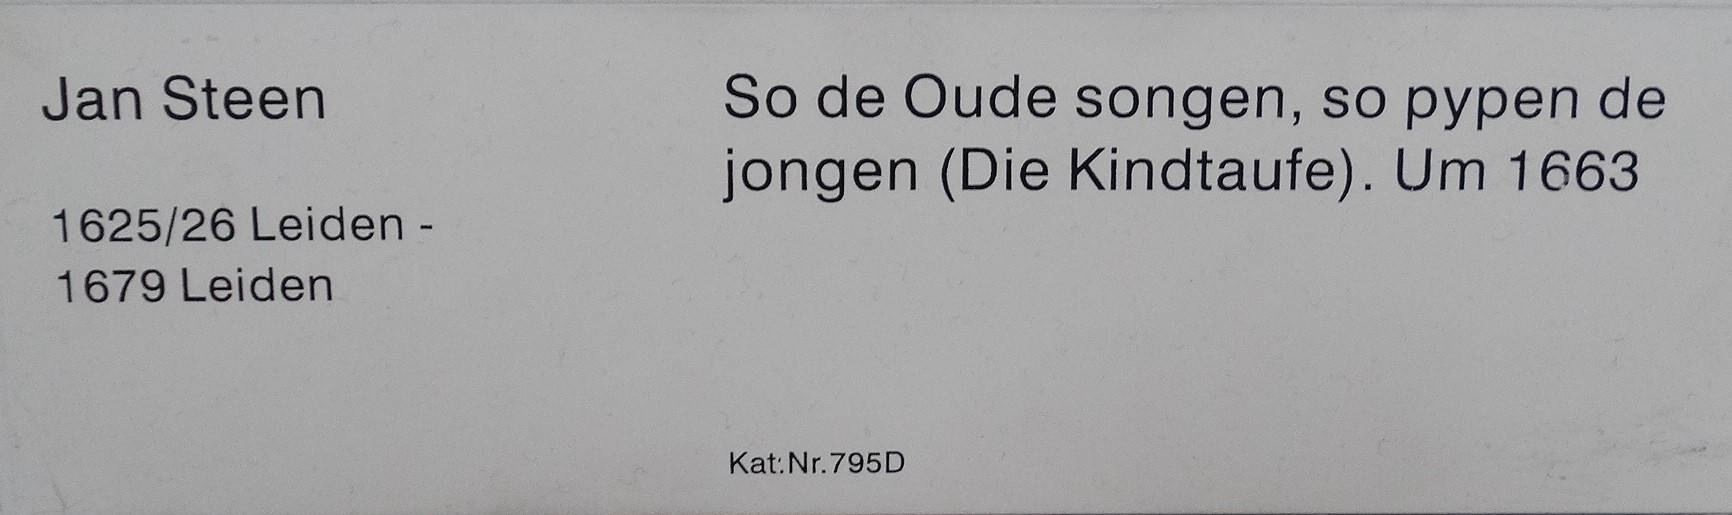 Jan Steen
1625/26 Leiden -
1679 Leiden
So de Oude songen, so pypen de
jongen (Die Kindtaufe). Um 1663
Kat.Nr.795D